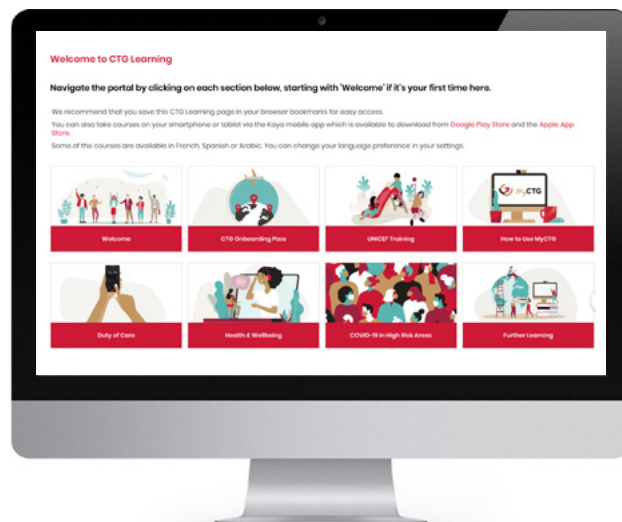 Welcome to CTG Learning
Navigate the portal by clicking on each section below, starting with 'Welcome' if it's your first time here.
We recommend that you save this CTG Learning page in your browser bookmarks for easy access.
You can also take courses on your smartphone or tablet via the Kaya mobile app which is available to download from Google Play Store and the Apple App
Store.
Some of the courses are available in French, Spanish or Arabic. You can change your language preference in your settings.
MyCTG
Welcome
CTG Onboarding Pass
UNICEF Training
How to Use MyCTG
Duty of Care
Health & Wellbeing
COVID-19 in High Risk Areas
Further Learning